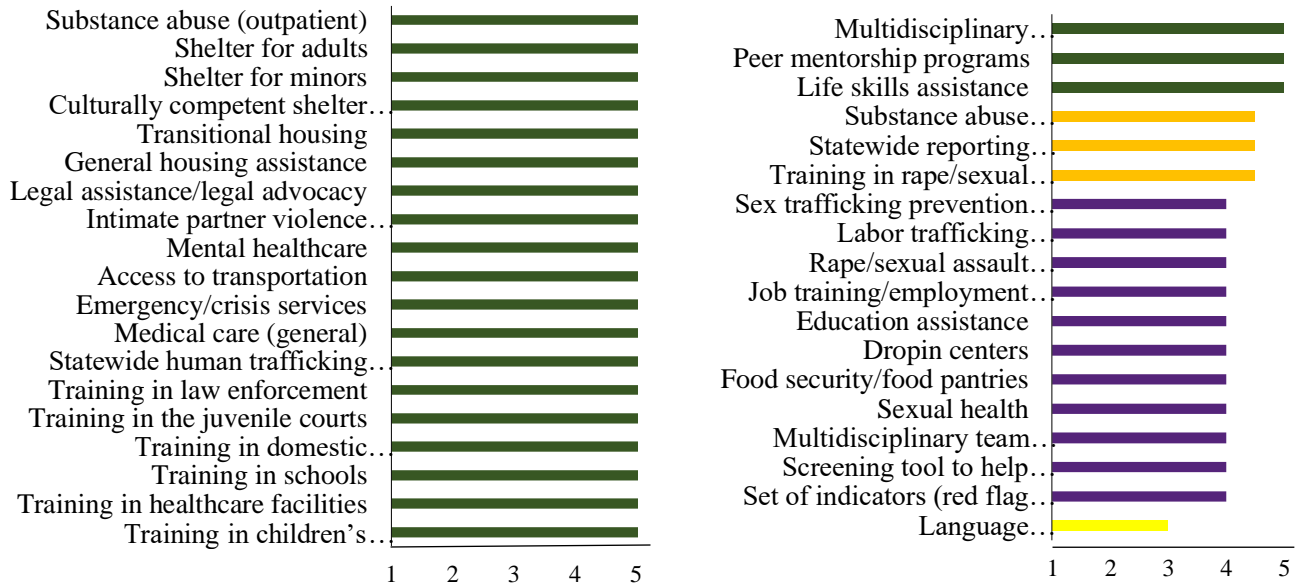 Substance abuse (outpatient)
Shelter for adults
Shelter for minors
Culturally competent shelter…
Transitional housing
General housing assistance
Legal assistance/legal advocacy
Intimate partner violence…
Mental healthcare
Access to transportation
Emergency/crisis services
Medical care (general)
Statewide human trafficking…
Training in law enforcement
Training in the juvenile courts
Training in domestic…
Training in schools
Training in healthcare facilities
Training in children’s…
1 2 3 4 5
Multidisciplinary…
Peer mentorship programs
Life skills assistance
Substance abuse…
Statewide reporting…
Training in rape/sexual…
Sex trafficking prevention…
Labor trafficking…
Rape/sexual assault…
Job training/employment…
Education assistance
Dropin centers
Food security/food pantries
Sexual health
Multidisciplinary team…
Screening tool to help…
Set of indicators (red flag…
Language…
1 2 3 4 5